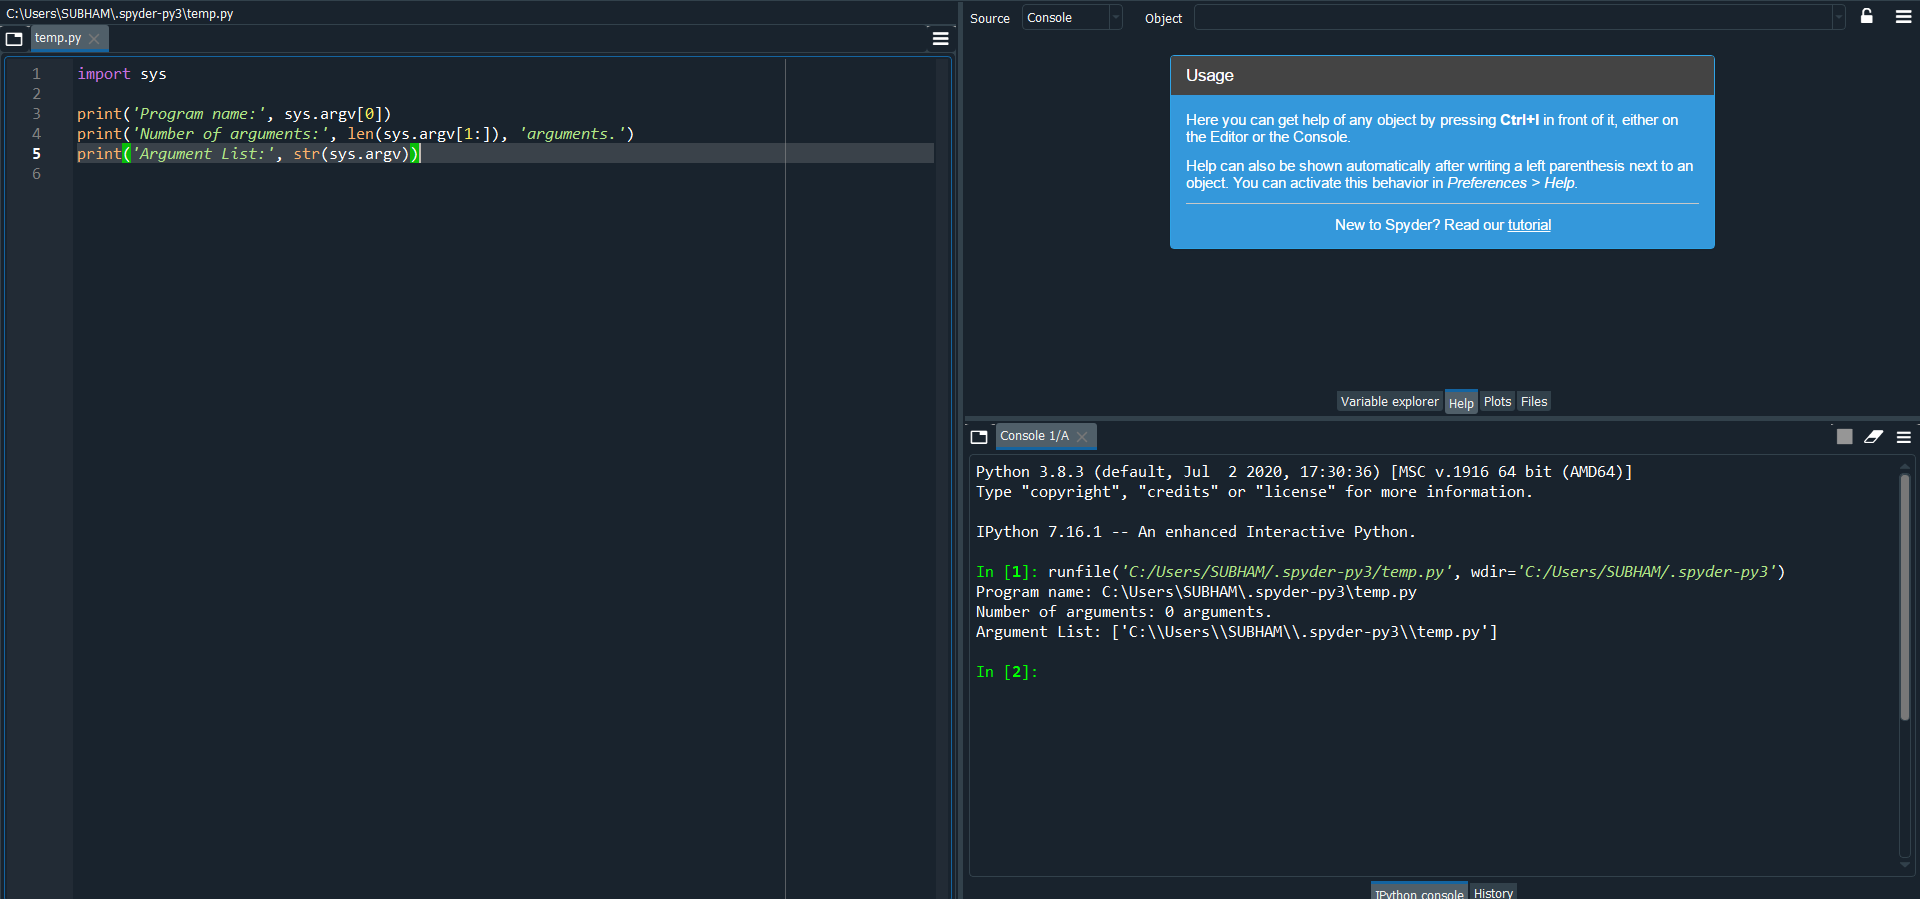 C:\Users\SUBHAM\.spyder-py3\temp.py
temp.py
1 import sys
2
3 print('Program name:', sys.argv[0])
4 print('Number of arguments:', len(sys.argv[1:]), 'arguments.')
5 print('Argument List:', str(sys.argv))
6
Source Console Object
Usage
Here you can get help of any object by pressing Ctrl+I in front of it, either on
the Editor or the Console.
Help can also be shown automatically after writing a left parenthesis next to an
object. You can activate this behavior in Preferences > Help.
New to Spyder? Read our tutorial
Variable explorer Help Plots Files
Console 1/A
Python 3.8.3 (default, Jul  2 2020, 17:30:36) [MSC v.1916 64 bit (AMD64)]
Type "copyright", "credits" or "license" for more information.
IPython 7.16.1 -- An enhanced Interactive Python.
In [1]: runfile('C:/Users/SUBHAM/.spyder-py3/temp.py', wdir='C:/Users/SUBHAM/.spyder-py3')
Program name: C:\Users\SUBHAM\.spyder-py3\temp.py
Number of arguments: 0 arguments.
Argument List: ['C:\\Users\\SUBHAM\\.spyder-py3\\temp.py']
In [2]:
IPython console History